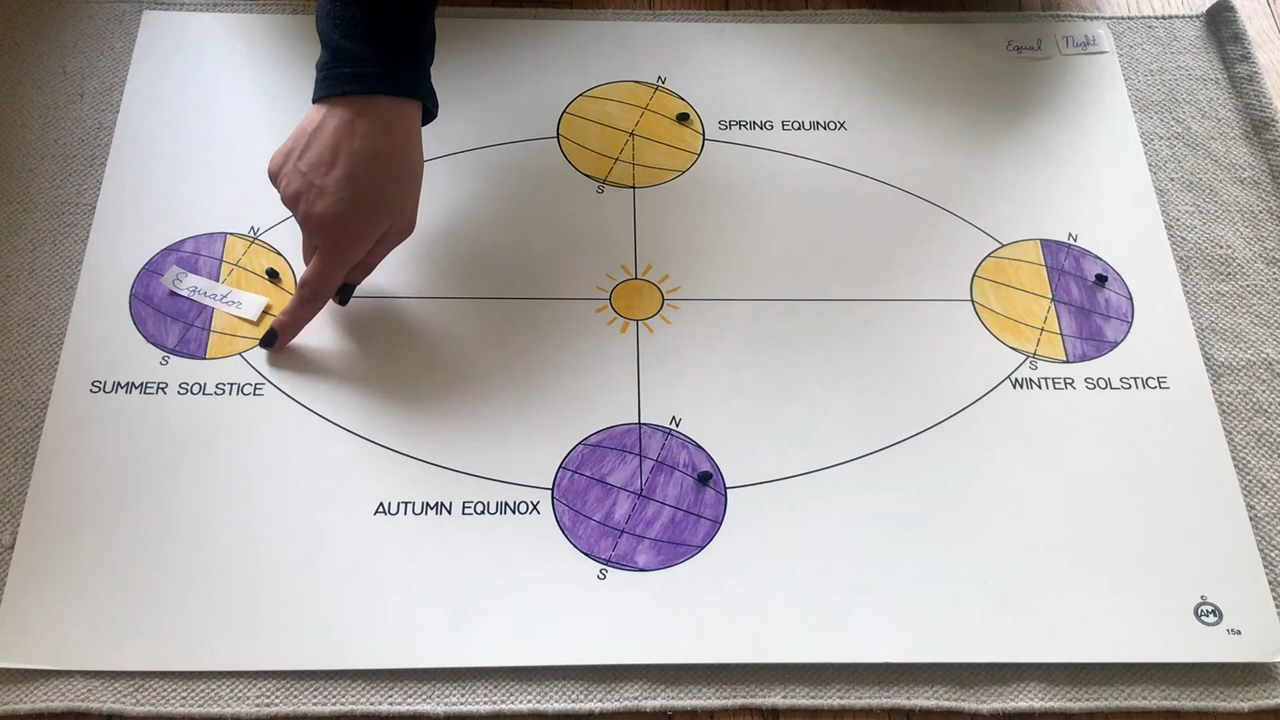 Equal Night
N
SPRING EQUINOX
S
N
Equator
S
SUMMER SOLSTICE
N
S
WINTER SOLSTICE
N
AUTUMN EQUINOX
S
©
AMI
15a